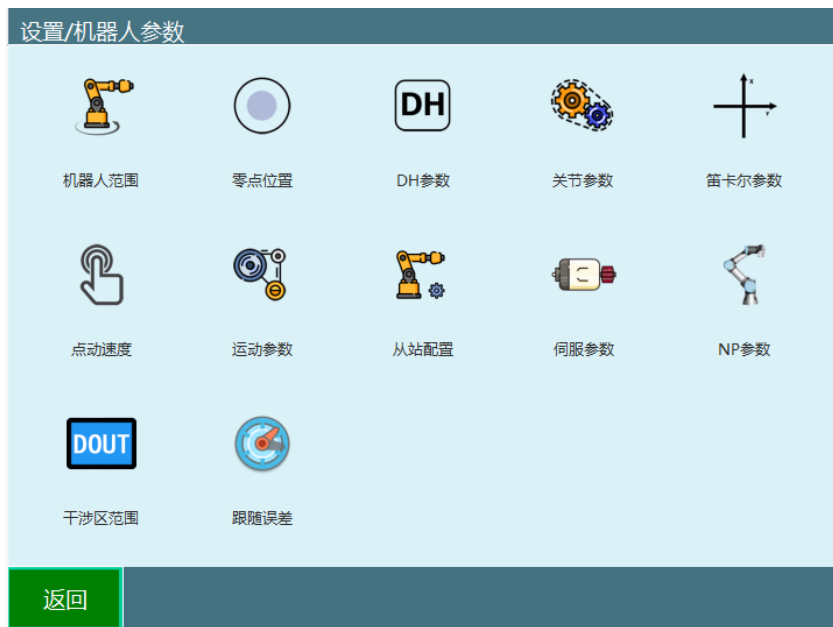 设置/机器人参数
DH
机器人范围 零点位置 DH参数 关节参数 笛卡尔参数
点动速度 运动参数 从站配置 伺服参数 NP参数
DOUT
干涉区范围 跟随误差
返回